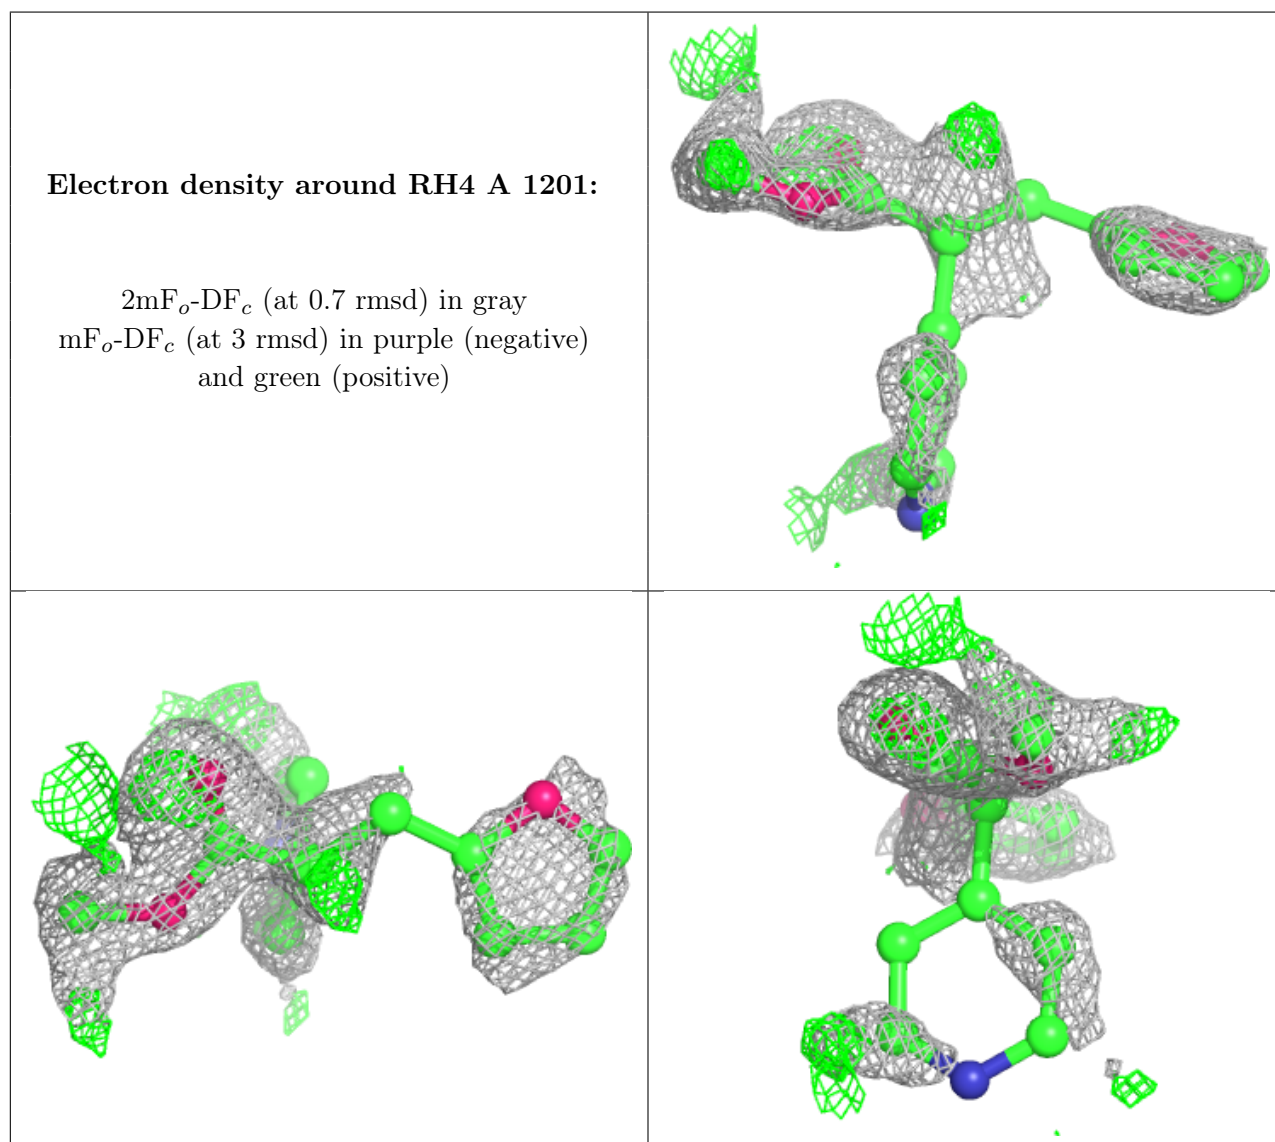 Electron density around RH4 A 1201:
2mFo-DFc (at 0.7 rmsd) in gray
mFo-DFc (at 3 rmsd) in purple (negative)
and green (positive)